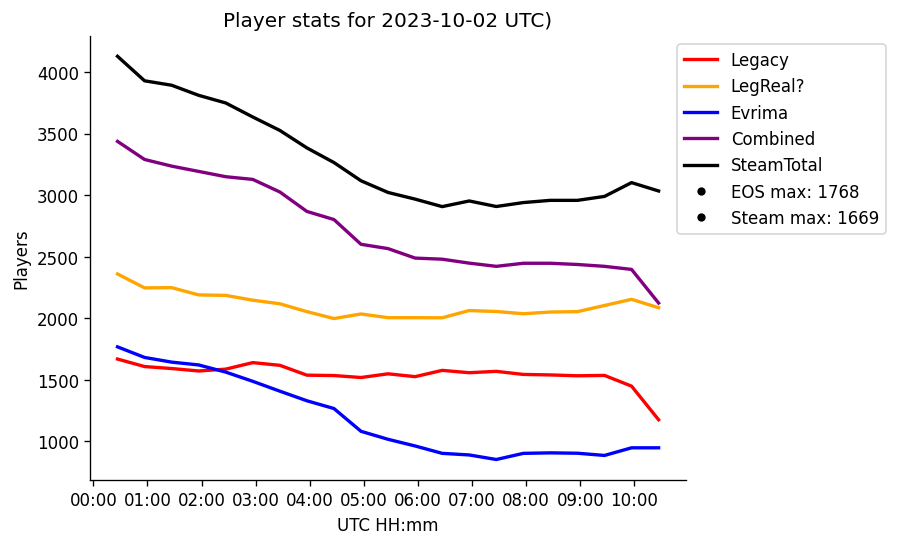 Player stats for 2023-10-02 UTC)
Players
4000
3500
3000
2500
2000
1500
1000
00:00 01:00 02:00 03:00 04:00 05:00 06:00 07:00 08:00 09:00 10:00
UTC HH:mm
Legacy
LegReal?
Evrima
Combined
SteamTotal
EOS max: 1768
Steam max: 1669